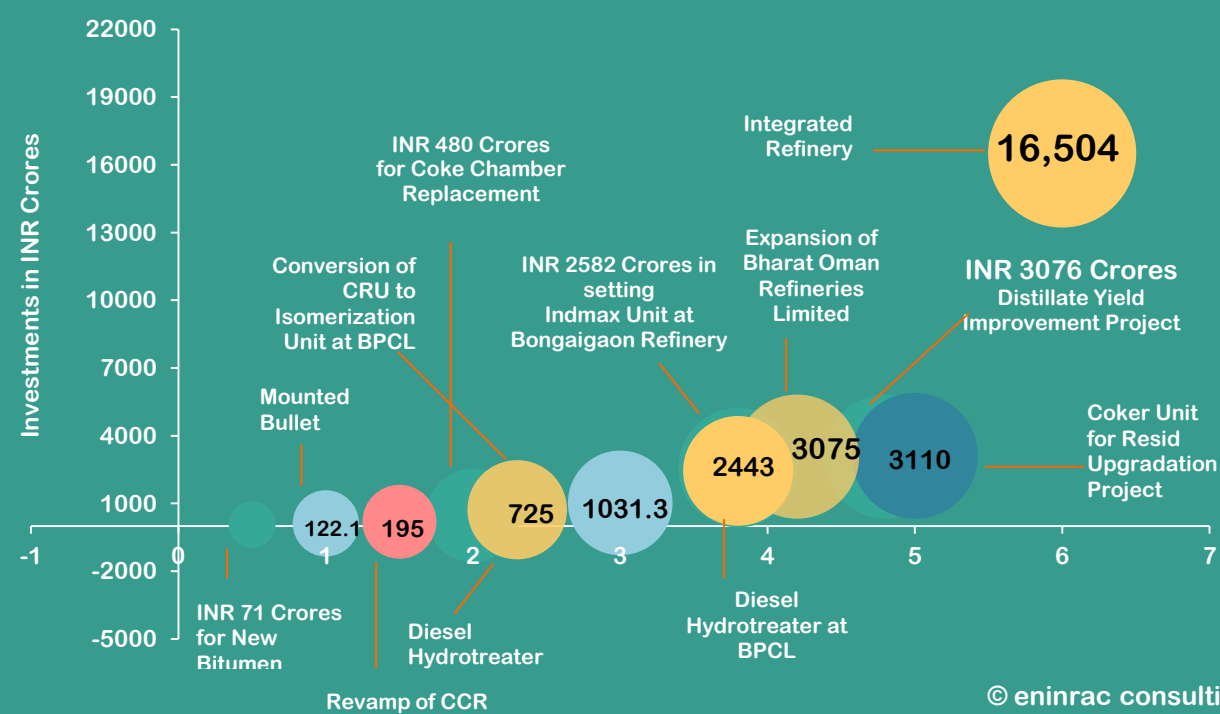 Investments in INR Crores
22000
19000
16000
13000
10000
7000
4000
1000
-2000
-5000
-1
0
1
2
3
4
5
6
7
INR 71 Crores
for New
Bitumen
Mounted
Bullet
122.1
Revamp of CCR
195
INR 480 Crores
for Coke Chamber
Replacement
Conversion of
CRU to
Isomerization
Unit at BPCL
725
Diesel
Hydrotreater
1031.3
INR 2582 Crores in
setting
Indmax Unit at
Bongaigaon Refinery
2443
Diesel
Hydrotreater at
BPCL
Expansion of
Bharat Oman
Refineries
Limited
3075
INR 3076 Crores
Distillate Yield
Improvement Project
3110
Coker Unit
for Resid
Upgradation
Project
Integrated
Refinery
16,504
© eninrac consulti